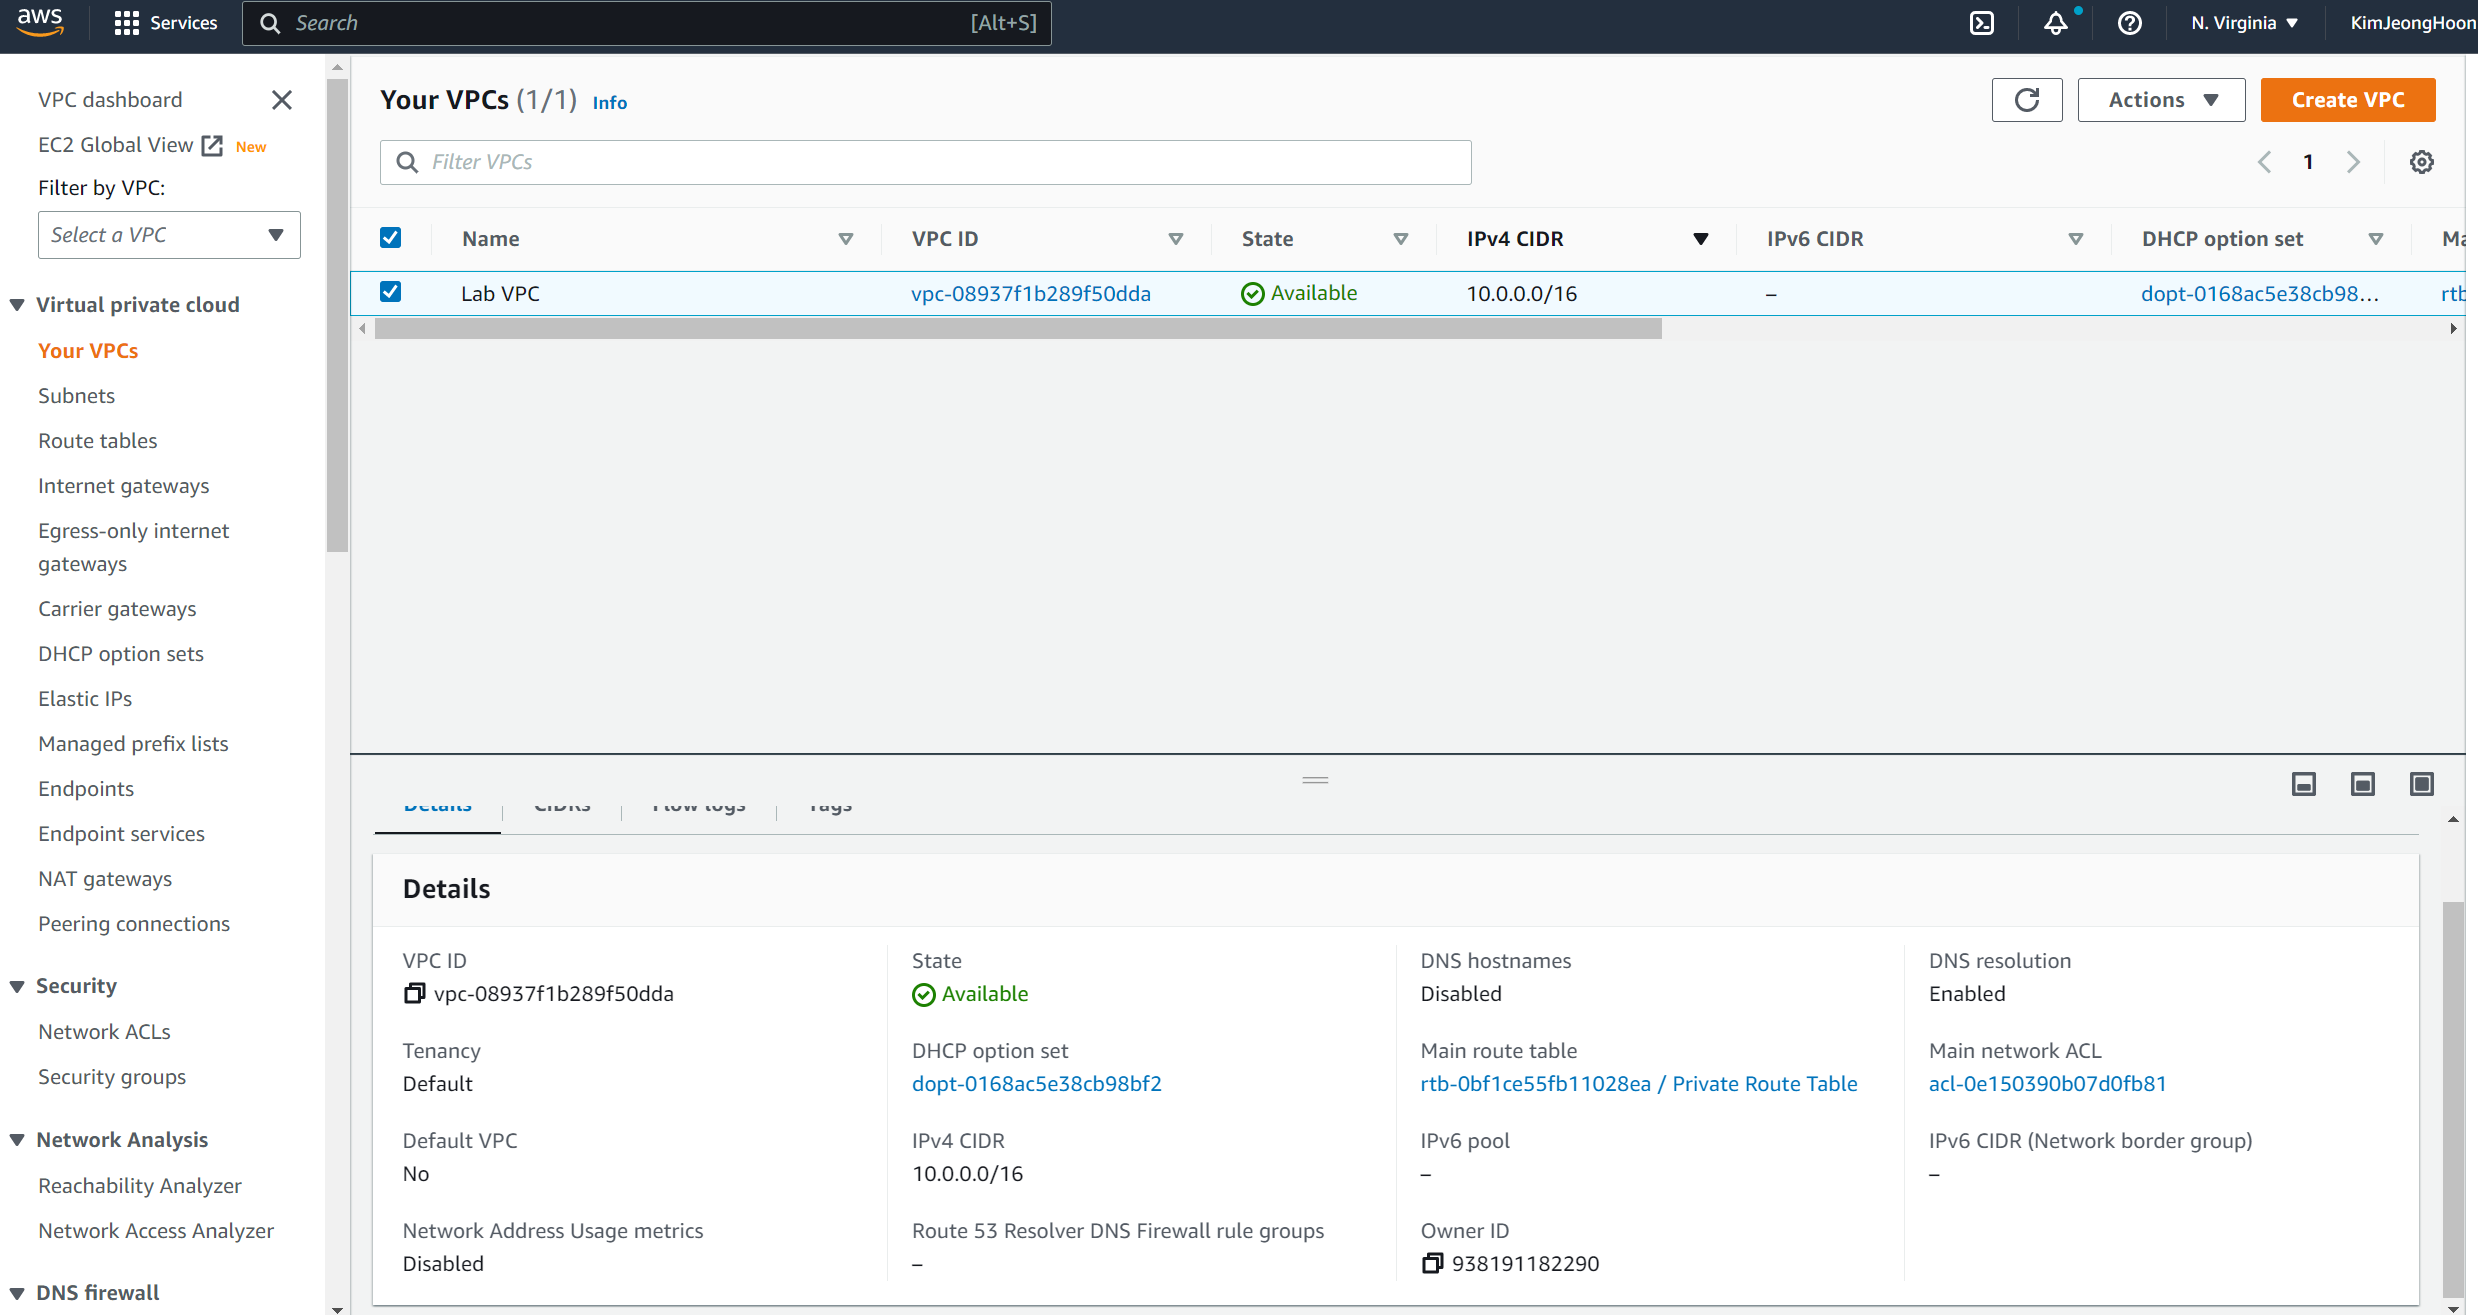 aws Services Search [Alt+S] N. Virginia KimJeongHoon
VPC dashboard
EC2 Global View New
Filter by VPC:
Select a VPC
Virtual private cloud
Your VPCs
Subnets
Route tables
Internet gateways
Egress-only internet
gateways
Carrier gateways
DHCP option sets
Elastic IPs
Managed prefix lists
Endpoints
Endpoint services
NAT gateways
Peering connections
Security
Network ACLs
Security groups
Network Analysis
Reachability Analyzer
Network Access Analyzer
DNS firewall
Your VPCs (1/1) Info
Actions Create VPC
Filter VPCs
1
Name VPC ID State IPv4 CIDR IPv6 CIDR DHCP option set Ma
Lab VPC vpc-08937f1b289f50dda Available 10.0.0.0/16 – dopt-0168ac5e38cb98... rtb
Details CIDRs Flow logs Tags
Details
VPC ID State DNS hostnames DNS resolution
vpc-08937f1b289f50dda Available Disabled Enabled
Tenancy DHCP option set Main route table Main network ACL
Default dopt-0168ac5e38cb98bf2 rtb-0bf1ce55fb11028ea / Private Route Table acl-0e150390b07d0fb81
Default VPC IPv4 CIDR IPv6 pool IPv6 CIDR (Network border group)
No 10.0.0.0/16 – –
Network Address Usage metrics Route 53 Resolver DNS Firewall rule groups Owner ID
Disabled – 938191182290